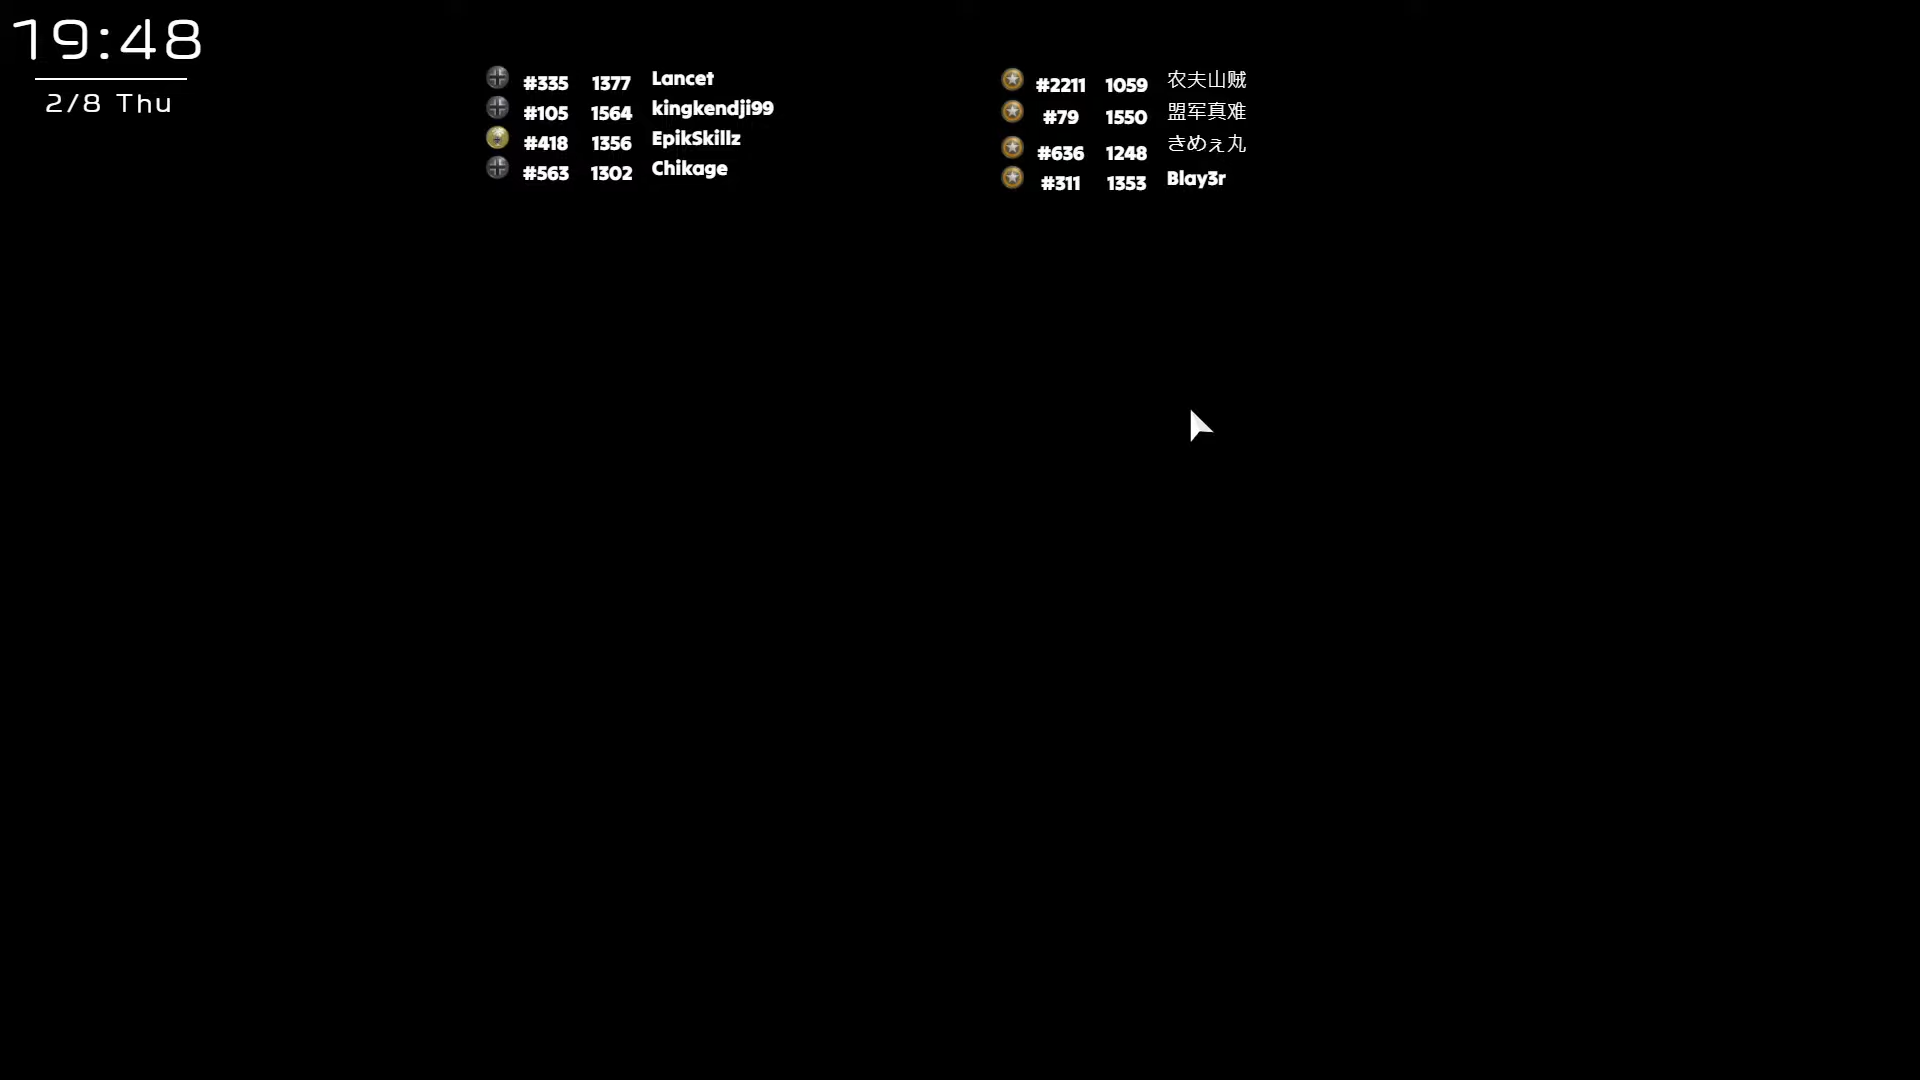 19:48
2/8 Thu
#335 1377 Lancet
#105 1564 kingkendji99
#418 1356 EpikSkillz
#563 1302 Chikage
#2211 1059 农夫山贼
#79 1550 盟军真难
#636 1248 きめぇ丸
#311 1353 Blay3r